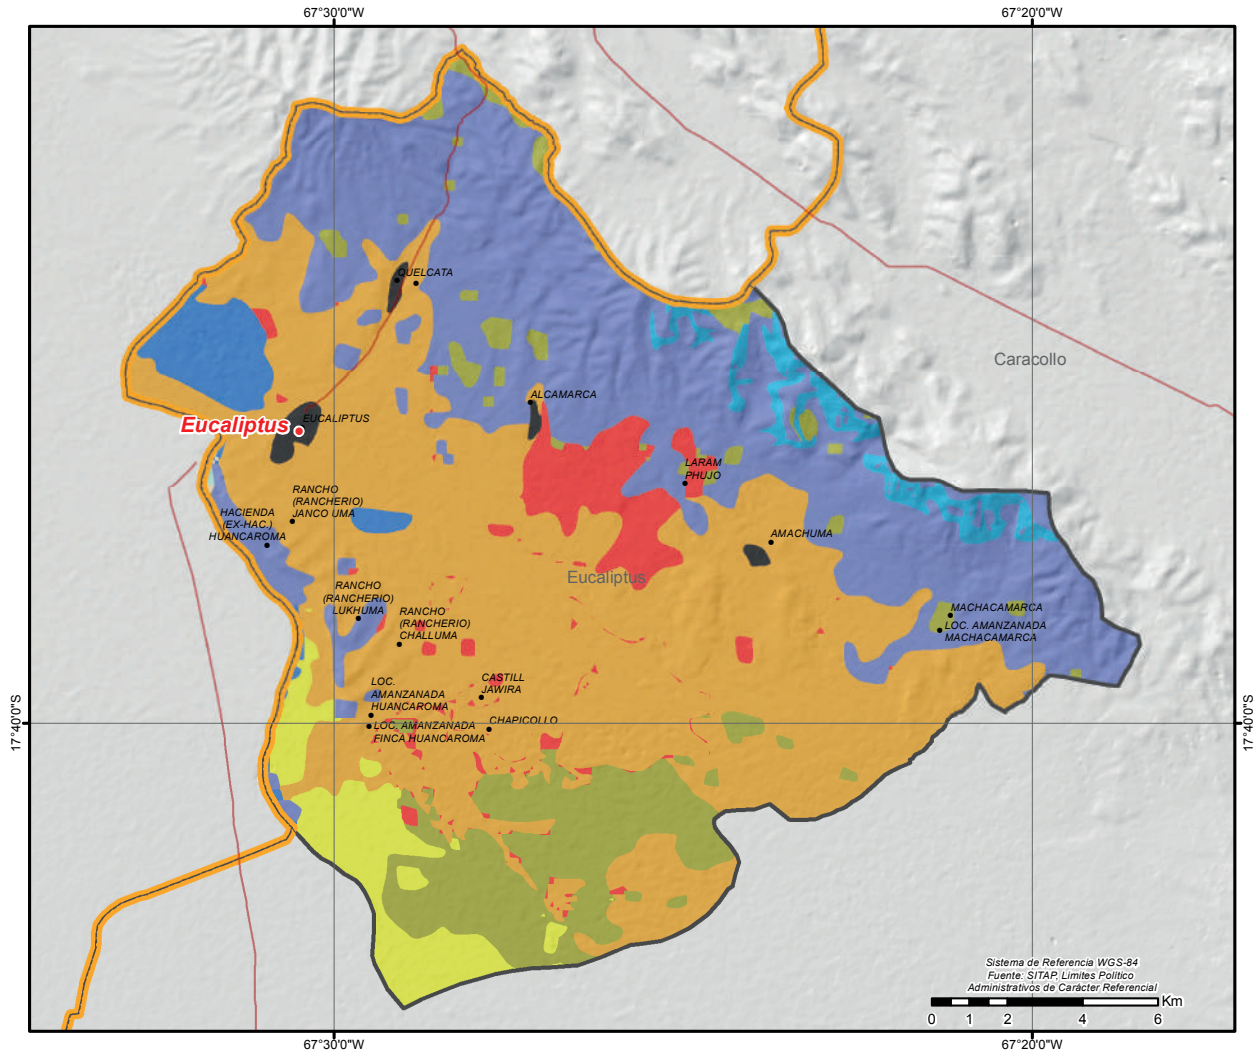 67°30'0"W
67°20'0"W
QUELCATA
Caracollo
ALCAMARCA
Eucaliptus
EUCALIPTUS
LARAM
PHUJO
RANCHO
(RANCHERIO)
JANCO UMA
HACIENDA
(EX-HAC.)
HUANCAROMA
AMACHUMA
Eucaliptus
RANCHO
(RANCHERIO)
LUKHUMA
RANCHO
(RANCHERIO)
CHALLUMA
MACHACAMARCA
LOC. AMANZANADA
MACHACAMARCA
LOC.
AMANZANADA
HUANCAROMA
CASTILL
JAWIRA
LOC. AMANZANADA
FINCA HUANCAROMA
CHAPICOLLO
17°40'0"S
17°40'0"S
Sistema de Referencia WGS-84
Fuente: SITAP, Limites Político
Administrativos de Carácter Referencial
Km
0 1 2 4 6
67°30'0"W
67°20'0"W